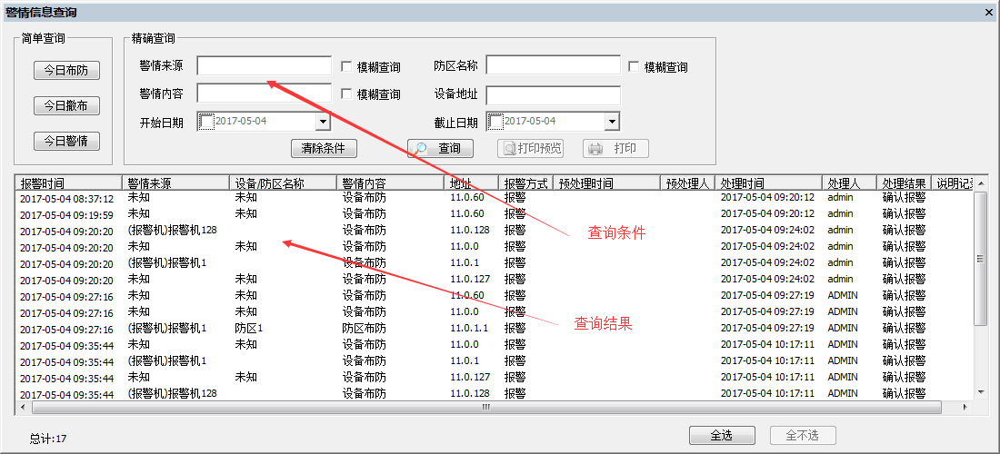 警情信息查询
简单查询
今日布防
今日撤布
今日警情
精确查询
警情来源 模糊查询 防区名称 模糊查询
警情内容 模糊查询 设备地址
开始日期 2017-05-04 截止日期 2017-05-04
清除条件 查询 打印预览 打印
报警时间 警情来源 设备/防区名称 警情内容 地址 报警方式 预处理时间 预处理人 处理时间 处理人 处理结果 说明记录
2017-05-04 08:37:12 未知 未知 设备布防 11.0.60 报警 2017-05-04 09:20:12 admin 确认报警
2017-05-04 09:19:59 未知 未知 设备布防 11.0.60 报警 2017-05-04 09:20:12 admin 确认报警
2017-05-04 09:20:20 (报警机)报警机128 设备布防 11.0.128 报警 2017-05-04 09:24:02 admin 确认报警
2017-05-04 09:20:20 未知 未知 设备布防 11.0.0 报警 2017-05-04 09:24:02 admin 确认报警
2017-05-04 09:20:20 (报警机)报警机1 设备布防 11.0.1 报警 2017-05-04 09:24:02 admin 确认报警
2017-05-04 09:20:20 未知 未知 设备布防 11.0.127 报警 2017-05-04 09:24:02 admin 确认报警
2017-05-04 09:27:16 未知 未知 设备布防 11.0.60 报警 2017-05-04 09:27:19 ADMIN 确认报警
2017-05-04 09:27:16 未知 未知 设备布防 11.0.0 报警 2017-05-04 09:27:19 ADMIN 确认报警
2017-05-04 09:27:16 (报警机)报警机1 防区1 防区布防 11.0.1.1 报警 2017-05-04 09:27:19 ADMIN 确认报警
2017-05-04 09:35:44 未知 未知 设备布防 11.0.0 报警 2017-05-04 10:17:11 ADMIN 确认报警
2017-05-04 09:35:44 (报警机)报警机1 设备布防 11.0.1 报警 2017-05-04 10:17:11 ADMIN 确认报警
2017-05-04 09:35:44 未知 未知 设备布防 11.0.127 报警 2017-05-04 10:17:11 ADMIN 确认报警
2017-05-04 09:35:44 (报警机)报警机128 设备布防 11.0.128 报警 2017-05-04 10:17:11 ADMIN 确认报警
查询条件
查询结果
总计:17
全选 全不选